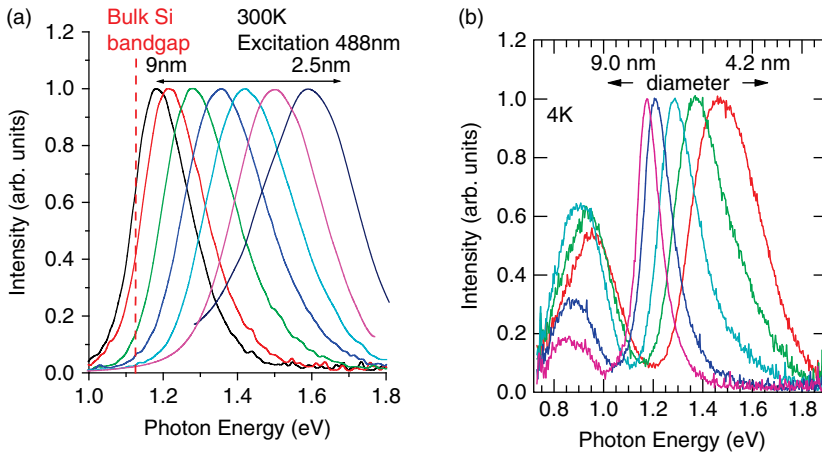 (a)
Bulk Si
bandgap
300K
Excitation 488nm
9nm
2.5nm
1.2
1.0
0.8
0.6
0.4
0.2
0.0
Intensity (arb. units)
1.0 1.2 1.4 1.6 1.8
Photon Energy (eV)
(b)
9.0 nm 4.2 nm
diameter
4K
1.2
1.0
0.8
0.6
0.4
0.2
0.0
Intensity (arb. units)
0.8 1.0 1.2 1.4 1.6 1.8
Photon Energy (eV)